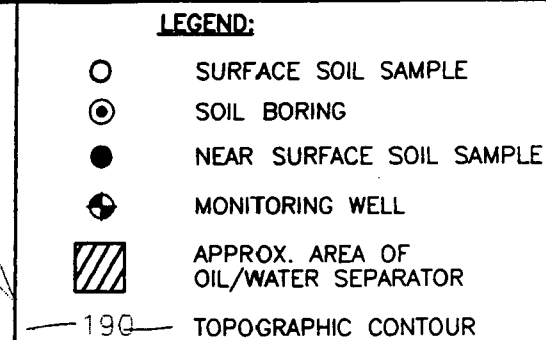 LEGEND:
SURFACE SOIL SAMPLE
SOIL BORING
NEAR SURFACE SOIL SAMPLE
MONITORING WELL
APPROX. AREA OF
OIL/WATER SEPARATOR
190 TOPOGRAPHIC CONTOUR